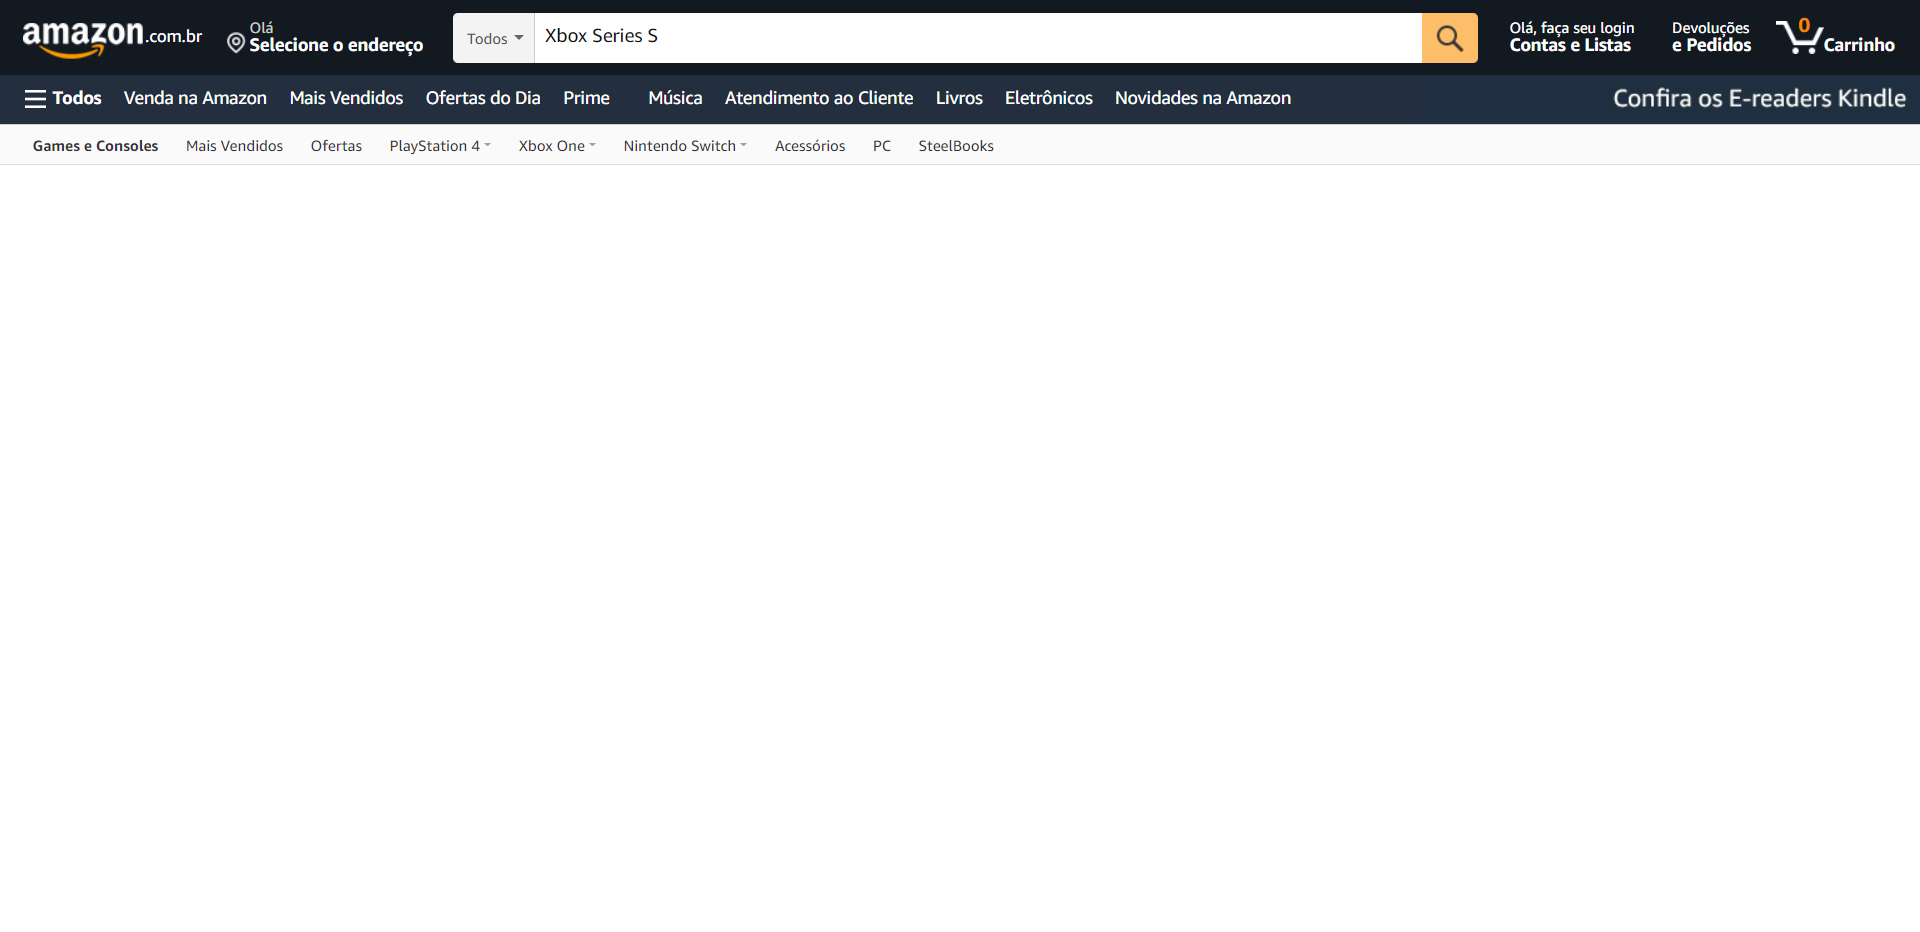 amazon.com.br
Olá
Selecione o endereço
Todos
Xbox Series S
Olá, faça seu login
Contas e Listas
Devoluções
e Pedidos
0
Carrinho
Todos Venda na Amazon Mais Vendidos Ofertas do Dia Prime Música Atendimento ao Cliente Livros Eletrônicos Novidades na Amazon Confira os E-readers Kindle
Games e Consoles Mais Vendidos Ofertas PlayStation 4 Xbox One Nintendo Switch Acessórios PC SteelBooks